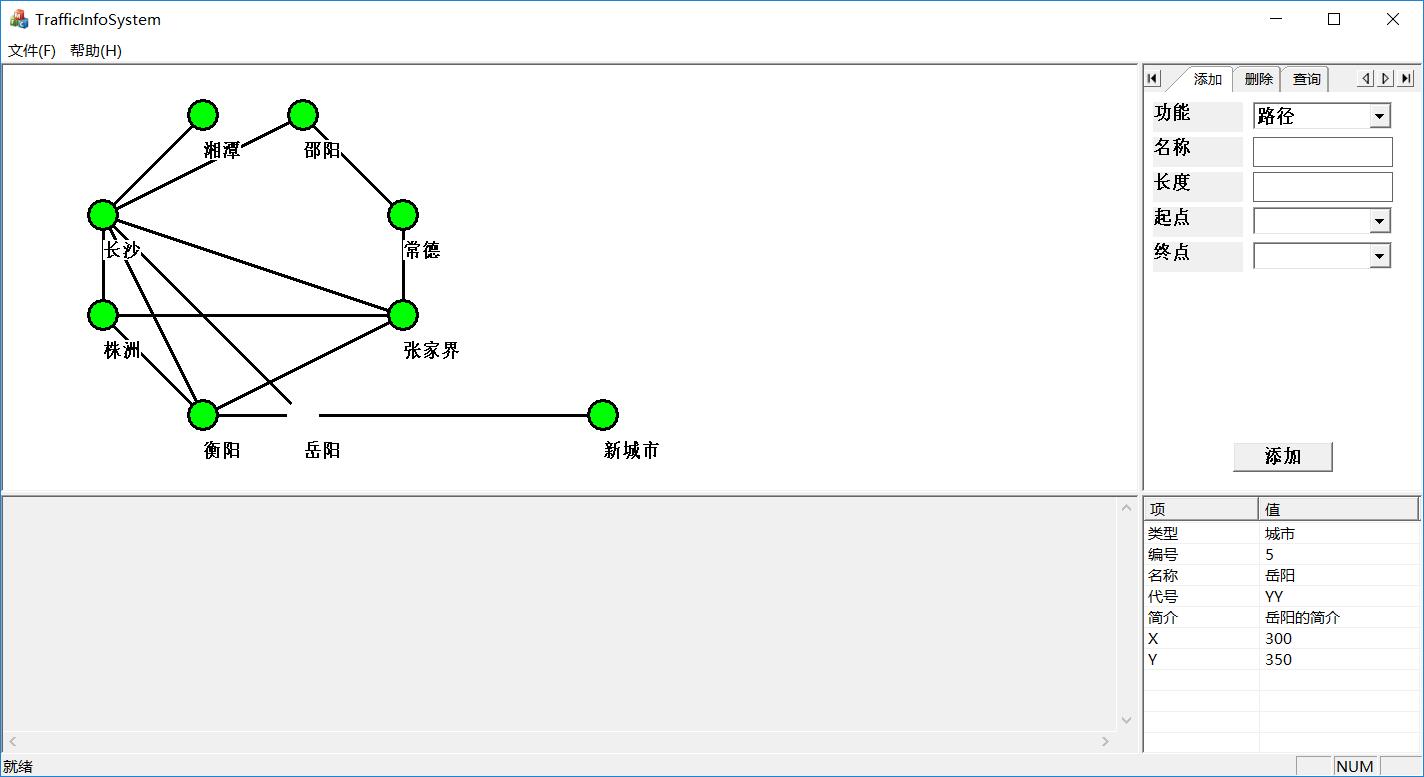 TrafficInfoSystem
文件(F) 帮助(H)
湘潭 邵阳
长沙 常德
株洲 张家界
衡阳 岳阳 新城市
添加 删除 查询
功能 路径
名称
长度
起点
终点
添加
项 值
类型 城市
编号 5
名称 岳阳
代号 YY
简介 岳阳的简介
X 300
Y 350
就绪 NUM